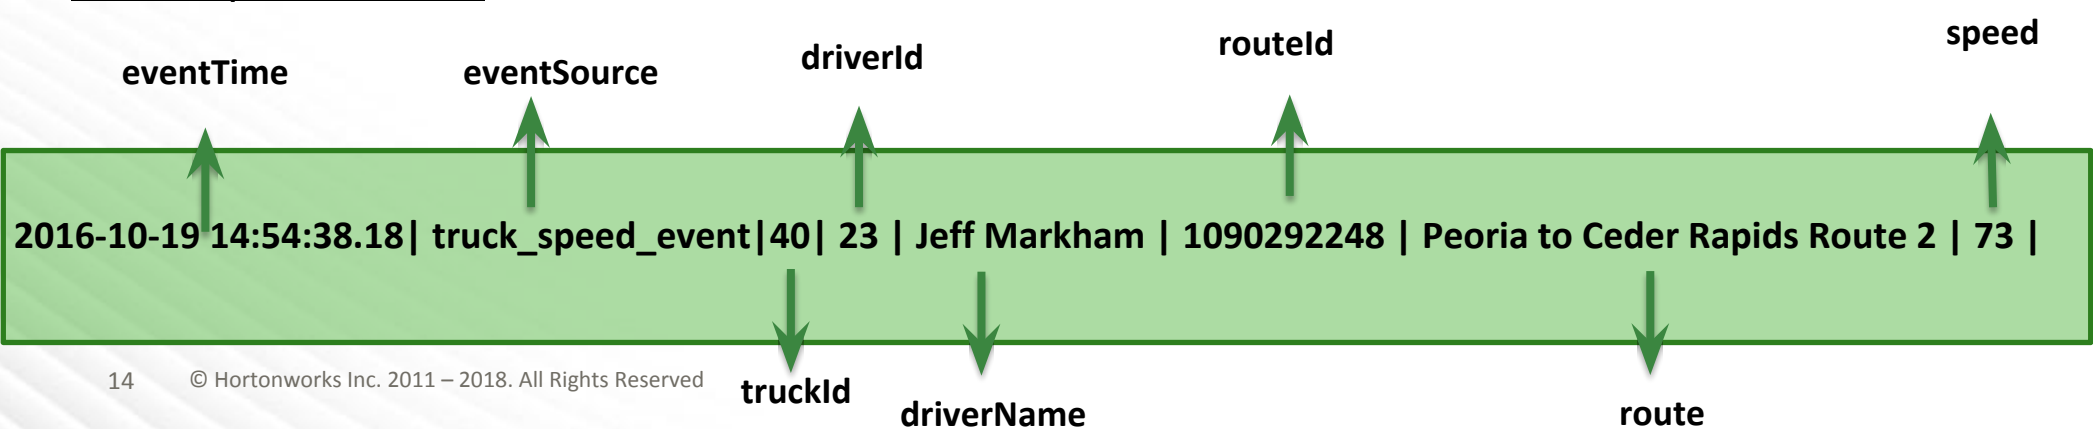 speed
routeId
driverId
eventTime
eventSource
2016-10-19 14:54:38.18| truck_speed_event|40| 23 | Jeff Markham | 1090292248 | Peoria to Ceder Rapids Route 2 | 73 |
14 © Hortonworks Inc. 2011 – 2018. All Rights Reserved
truckId
driverName
route